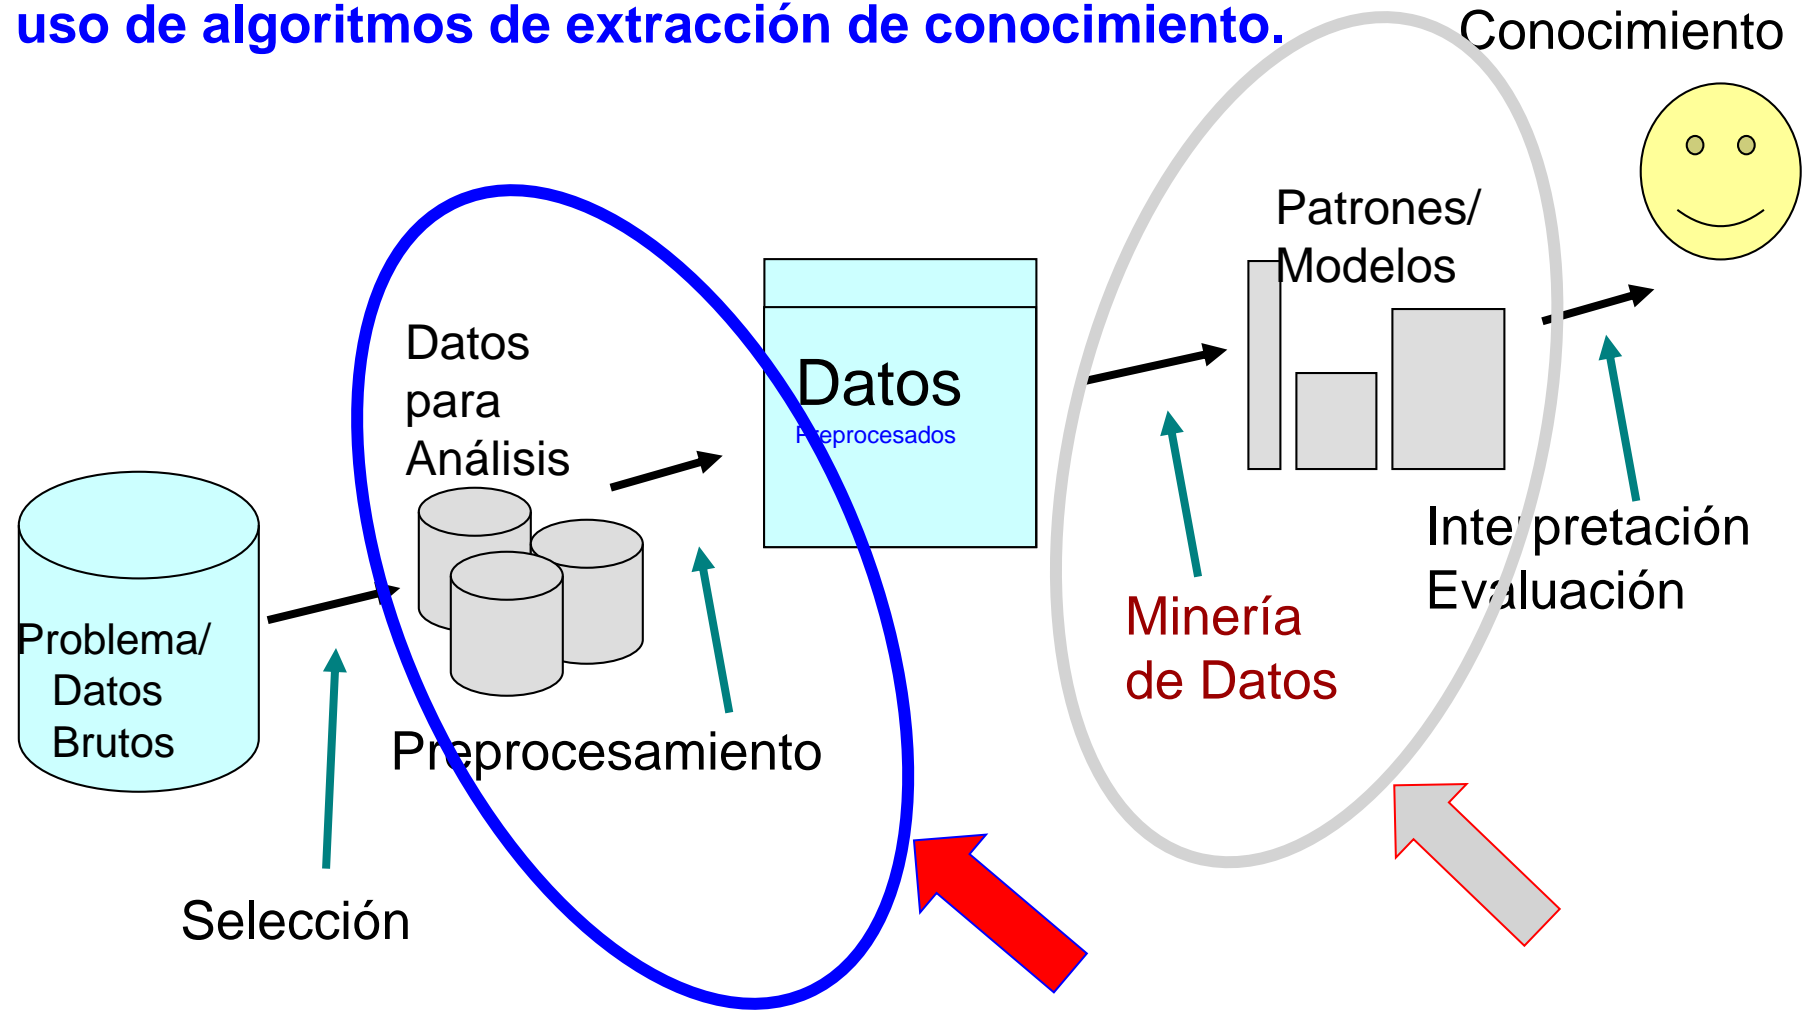 uso de algoritmos de extracción de conocimiento.
Conocimiento
Patrones/
Modelos
Datos
para
Análisis
Datos
Preprocesados
Problema/
Datos
Brutos
Interpretación
Evaluación
Minería
de Datos
Preprocesamiento
Selección